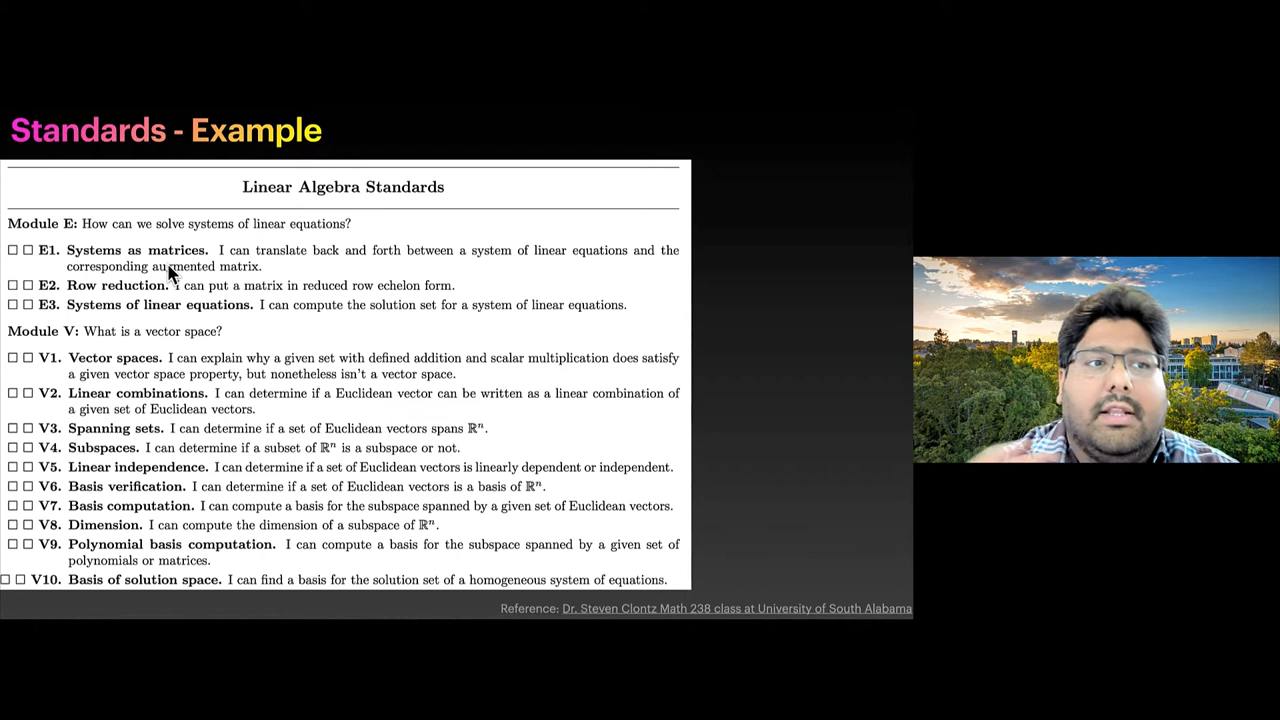 Standards - Example
Linear Algebra Standards
Module E: How can we solve systems of linear equations?
☐ ☐ E1. Systems as matrices. I can translate back and forth between a system of linear equations and the
corresponding augmented matrix.
☐ ☐ E2. Row reduction. I can put a matrix in reduced row echelon form.
☐ ☐ E3. Systems of linear equations. I can compute the solution set for a system of linear equations.
Module V: What is a vector space?
☐ ☐ V1. Vector spaces. I can explain why a given set with defined addition and scalar multiplication does satisfy
a given vector space property, but nonetheless isn't a vector space.
☐ ☐ V2. Linear combinations. I can determine if a Euclidean vector can be written as a linear combination of
a given set of Euclidean vectors.
☐ ☐ V3. Spanning sets. I can determine if a set of Euclidean vectors spans ℝⁿ.
☐ ☐ V4. Subspaces. I can determine if a subset of ℝⁿ is a subspace or not.
☐ ☐ V5. Linear independence. I can determine if a set of Euclidean vectors is linearly dependent or independent.
☐ ☐ V6. Basis verification. I can determine if a set of Euclidean vectors is a basis of ℝⁿ.
☐ ☐ V7. Basis computation. I can compute a basis for the subspace spanned by a given set of Euclidean vectors.
☐ ☐ V8. Dimension. I can compute the dimension of a subspace of ℝⁿ.
☐ ☐ V9. Polynomial basis computation. I can compute a basis for the subspace spanned by a given set of
polynomials or matrices.
☐ ☐ V10. Basis of solution space. I can find a basis for the solution set of a homogeneous system of equations.
Reference: Dr. Steven Clontz Math 238 class at University of South Alabama